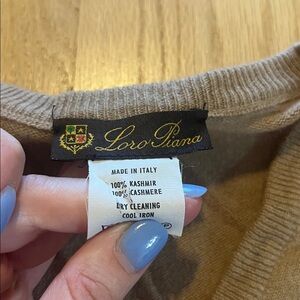 Loro Piana
MADE IN ITALY
100% KASHMIR
100% CASHMERE
DRY CLEANING
COOL IRON